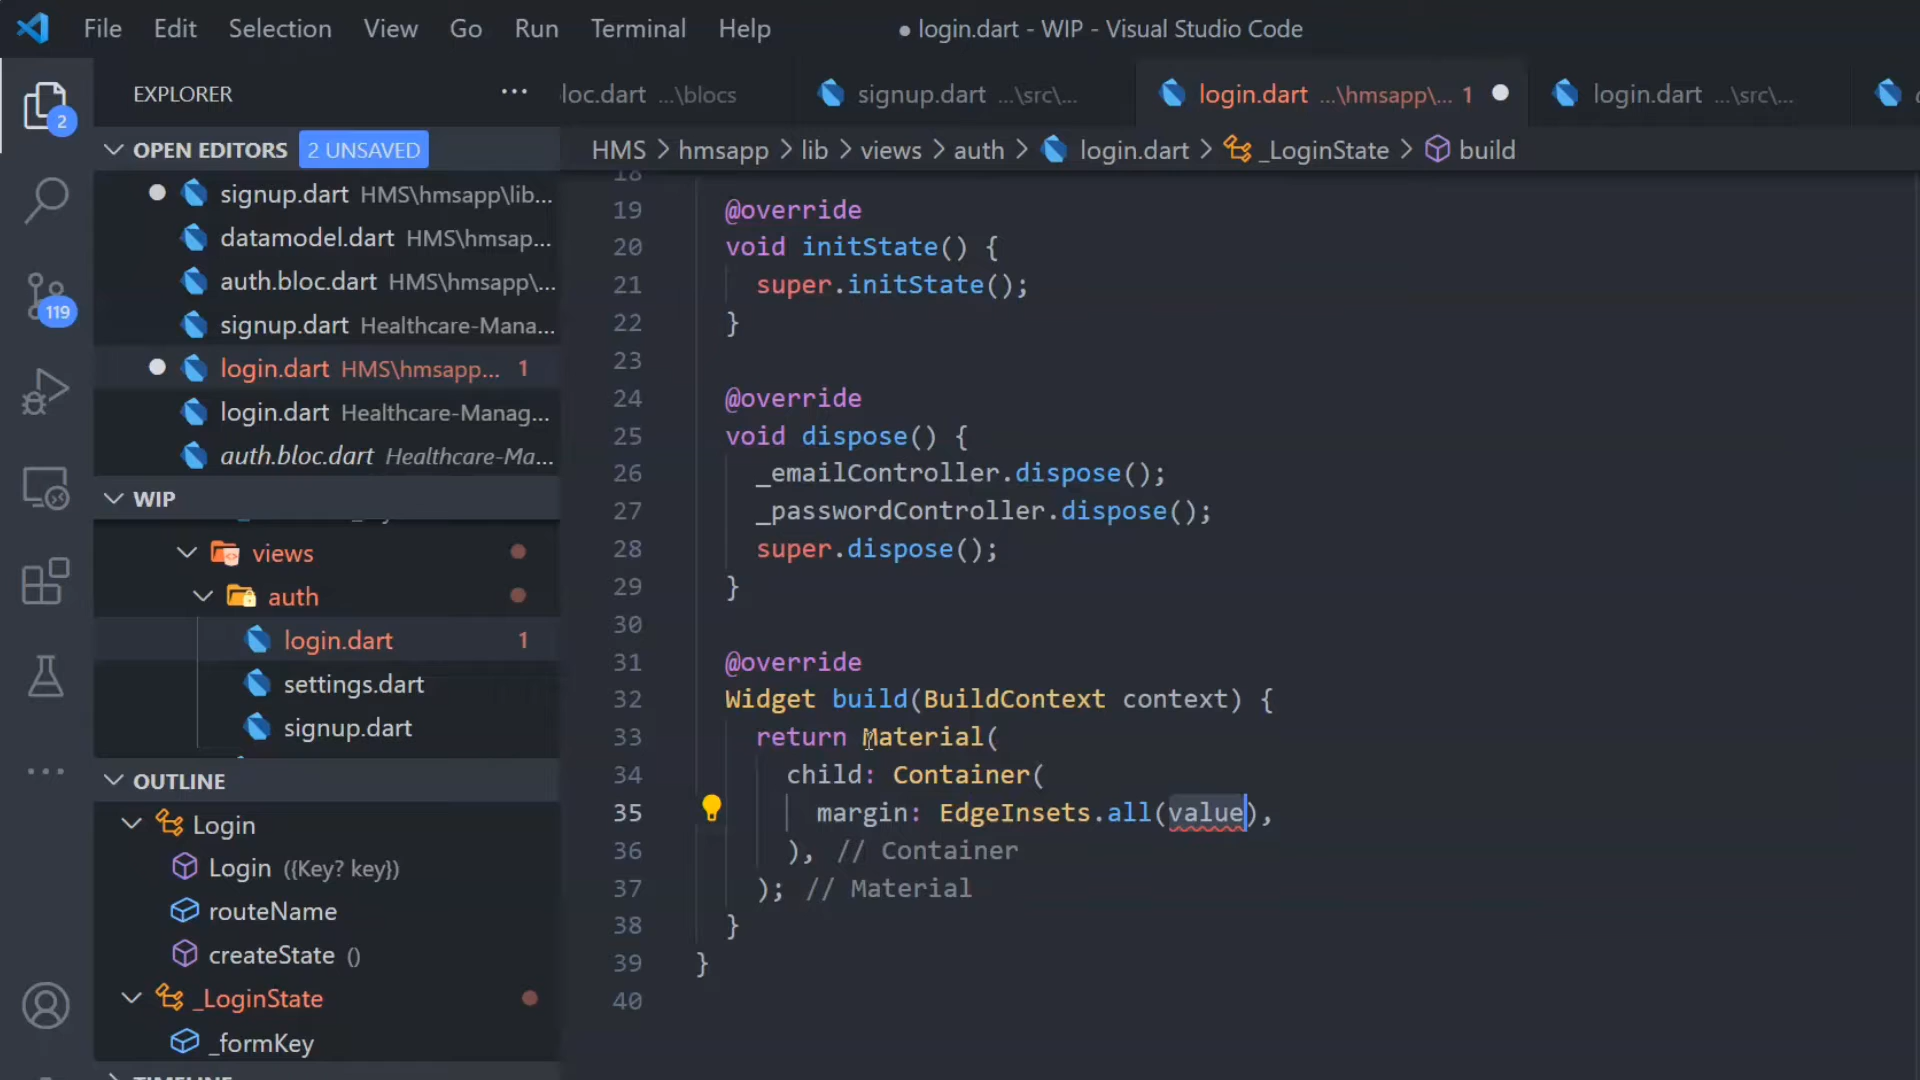 File Edit Selection View Go Run Terminal Help
● login.dart - WIP - Visual Studio Code
EXPLORER ...
loc.dart ...\blocs
signup.dart ...\src\...
login.dart ...\hmsapp\... 1
login.dart ...\src\...
2
OPEN EDITORS 2 UNSAVED
HMS > hmsapp > lib > views > auth > login.dart > _LoginState > build
signup.dart HMS\hmsapp\lib...
datamodel.dart HMS\hmsap...
auth.bloc.dart HMS\hmsapp\...
signup.dart Healthcare-Mana...
login.dart HMS\hmsapp... 1
login.dart Healthcare-Manag...
auth.bloc.dart Healthcare-Ma...
119
WIP
views
auth
login.dart 1
settings.dart
signup.dart
OUTLINE
Login
Login ({Key? key})
routeName
createState ()
_LoginState
_formKey
TIMELINE
18
19 @override
20 void initState() {
21 super.initState();
22 }
23
24 @override
25 void dispose() {
26 _emailController.dispose();
27 _passwordController.dispose();
28 super.dispose();
29 }
30
31 @override
32 Widget build(BuildContext context) {
33 return Material(
34 child: Container(
35 margin: EdgeInsets.all(value),
36 ), // Container
37 ); // Material
38 }
39 }
40